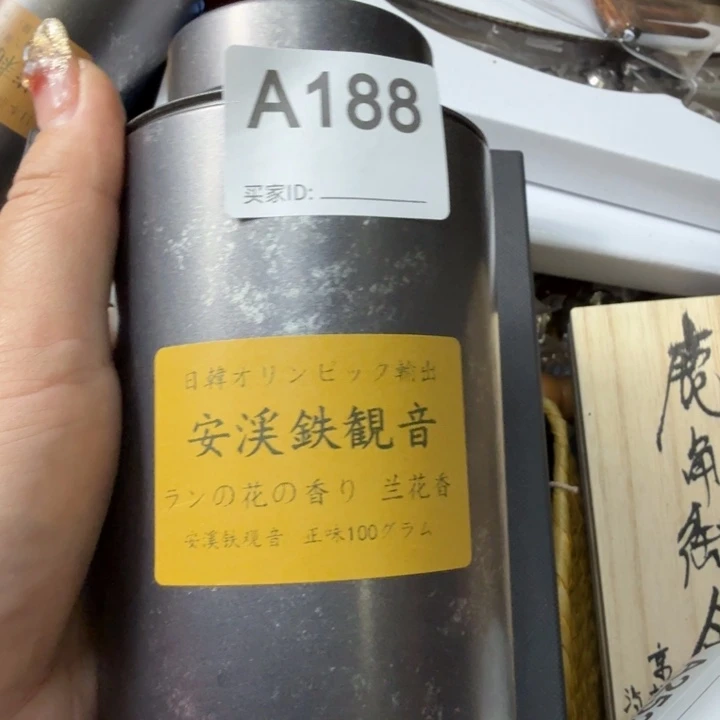 A188
买家ID:
日韓オリンピック輸出
安渓鉄観音
ランの花の香り 兰花香
安渓鉄観音 正味100グラム